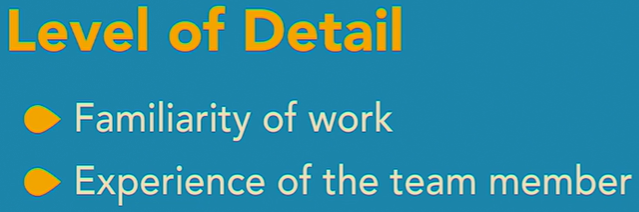 Level of Detail
Familiarity of work
Experience of the team member